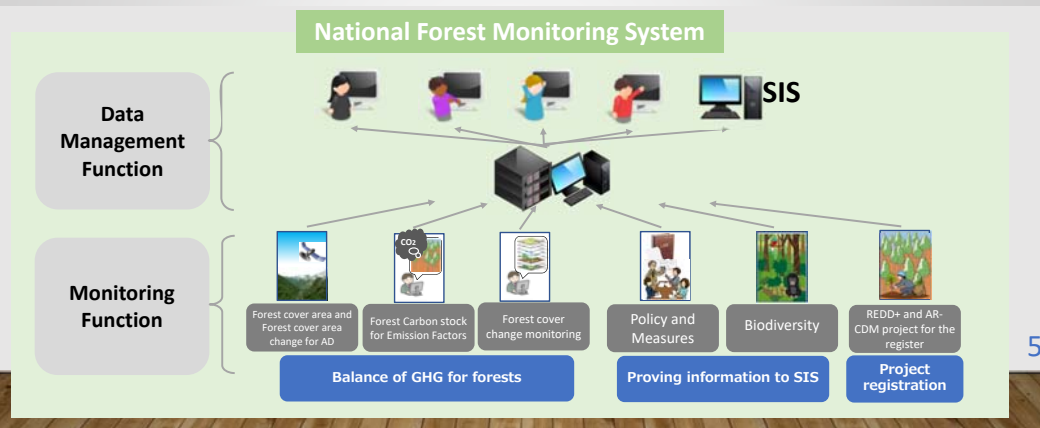 National Forest Monitoring System
Data
Management
Function
SIS
Monitoring
Function
CO2
Forest cover area and
Forest cover area
change for AD
Forest Carbon stock
for Emission Factors
Forest cover
change monitoring
Policy and
Measures
Biodiversity
REDD+ and AR-
CDM project for the
register
Balance of GHG for forests
Proving information to SIS
Project
registration
5